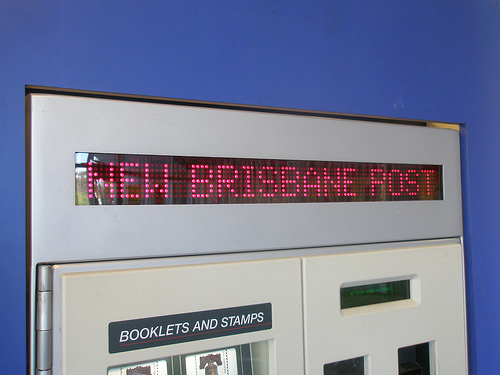 NEW BRISBANE POST
BOOKLETS AND STAMPS